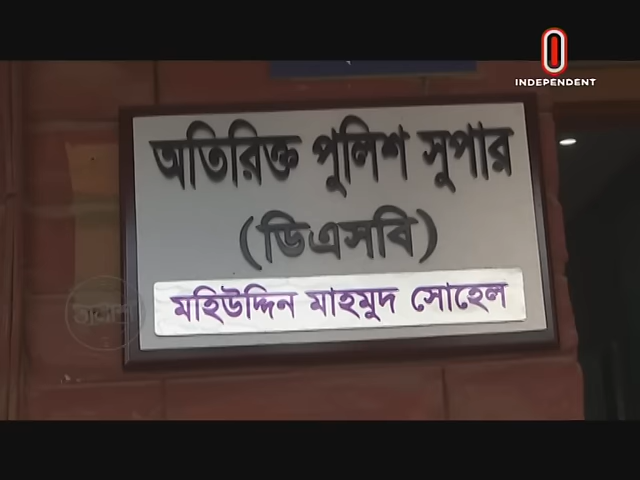 INDEPENDENT
অতিরিক্ত পুলিশ সুপার
(ডিএসবি)
মহিউদ্দিন মাহমুদ সোহেল